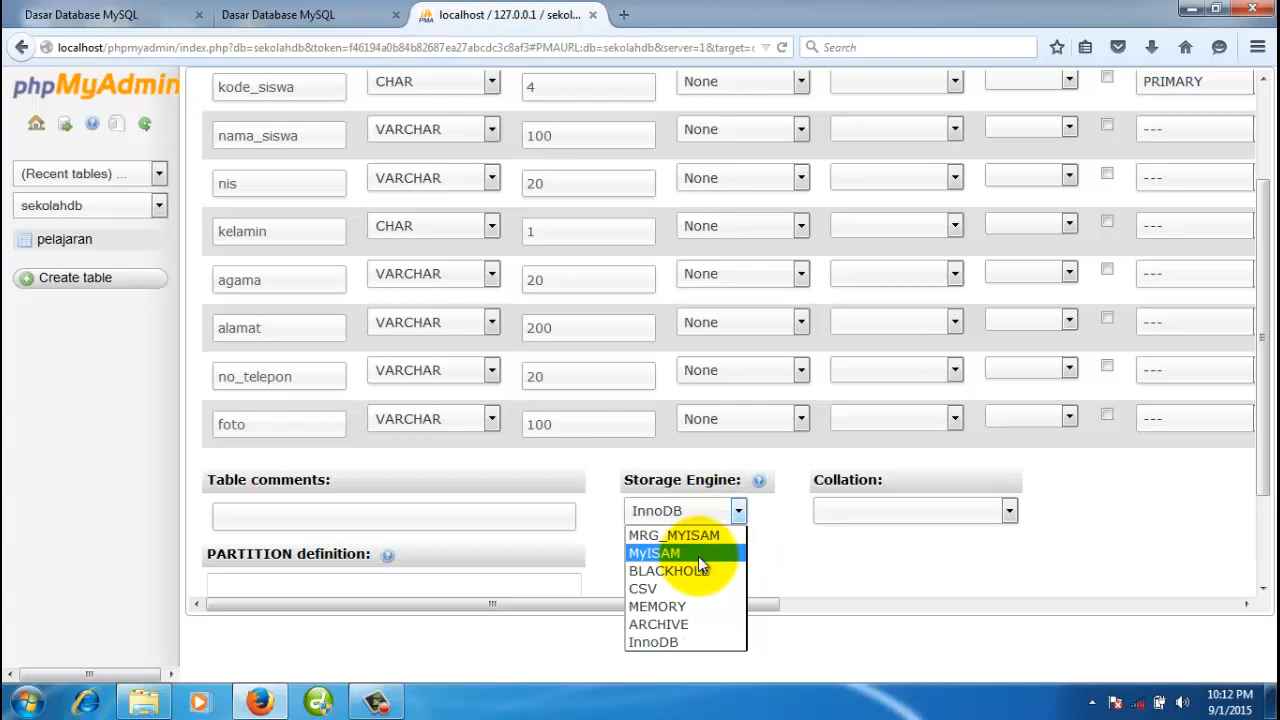 Dasar Database MySQL
Dasar Database MySQL
PMA localhost / 127.0.0.1 / sekol...
localhost/phpmyadmin/index.php?db=sekolahdb&token=f46194a0b84b82687ea27abcdc3c8af3#PMAURL:db=sekolahdb&server=1&target=c
Search
phpMyAdmin
(Recent tables) ...
sekolahdb
pelajaran
Create table
kode_siswa CHAR 4 None PRIMARY
nama_siswa VARCHAR 100 None ---
nis VARCHAR 20 None ---
kelamin CHAR 1 None ---
agama VARCHAR 20 None ---
alamat VARCHAR 200 None ---
no_telepon VARCHAR 20 None ---
foto VARCHAR 100 None ---
Table comments: Storage Engine: Collation:
InnoDB
MRG_MYISAM
MyISAM
BLACKHOLE
CSV
MEMORY
ARCHIVE
InnoDB
PARTITION definition:
10:12 PM
9/1/2015